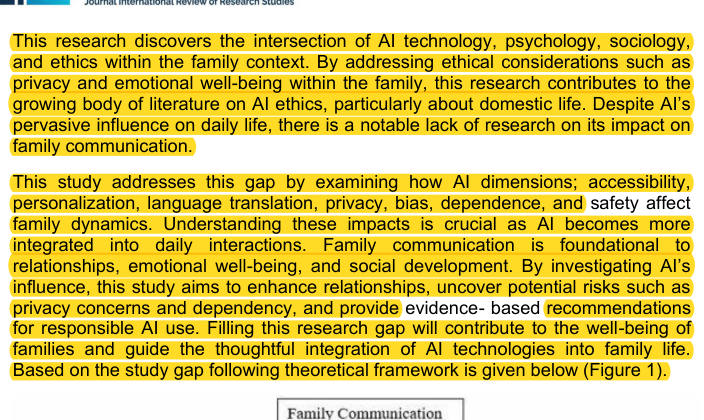 Journal International Review of Research Studies
This research discovers the intersection of AI technology, psychology, sociology,
and ethics within the family context. By addressing ethical considerations such as
privacy and emotional well-being within the family, this research contributes to the
growing body of literature on AI ethics, particularly about domestic life. Despite AI's
pervasive influence on daily life, there is a notable lack of research on its impact on
family communication.
This study addresses this gap by examining how AI dimensions; accessibility,
personalization, language translation, privacy, bias, dependence, and safety affect
family dynamics. Understanding these impacts is crucial as AI becomes more
integrated into daily interactions. Family communication is foundational to
relationships, emotional well-being, and social development. By investigating AI's
influence, this study aims to enhance relationships, uncover potential risks such as
privacy concerns and dependency, and provide evidence- based recommendations
for responsible AI use. Filling this research gap will contribute to the well-being of
families and guide the thoughtful integration of AI technologies into family life.
Based on the study gap following theoretical framework is given below (Figure 1).
Family Communication